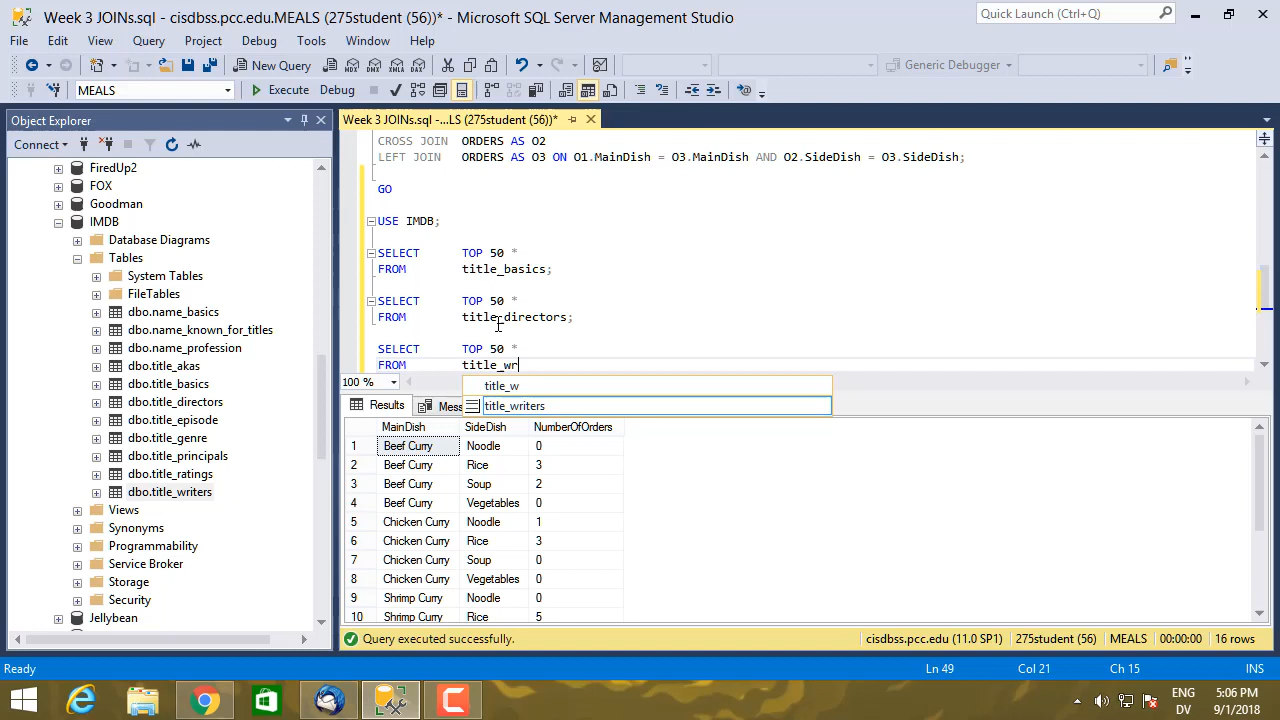 Week 3 JOINs.sql - cisdbss.pcc.edu.MEALS (275student (56))* - Microsoft SQL Server Management Studio
Quick Launch (Ctrl+Q)
File Edit View Query Project Debug Tools Window Help
New Query
MDX DMX XMLA DAX
Generic Debugger
MEALS
Execute Debug
Object Explorer
Connect
FiredUp2
FOX
Goodman
IMDB
Database Diagrams
Tables
System Tables
FileTables
dbo.name_basics
dbo.name_known_for_titles
dbo.name_profession
dbo.title_akas
dbo.title_basics
dbo.title_directors
dbo.title_episode
dbo.title_genre
dbo.title_principals
dbo.title_ratings
dbo.title_writers
Views
Synonyms
Programmability
Service Broker
Storage
Security
Jellybean
Week 3 JOINs.sql -...LS (275student (56))*
CROSS JOIN ORDERS AS O2
LEFT JOIN ORDERS AS O3 ON O1.MainDish = O3.MainDish AND O2.SideDish = O3.SideDish;
GO
USE IMDB;
SELECT TOP 50 *
FROM title_basics;
SELECT TOP 50 *
FROM title_directors;
SELECT TOP 50 *
FROM title_wr
100 %
title_w
title_writers
Results Mess
MainDish SideDish NumberOfOrders
1 Beef Curry Noodle 0
2 Beef Curry Rice 3
3 Beef Curry Soup 2
4 Beef Curry Vegetables 0
5 Chicken Curry Noodle 1
6 Chicken Curry Rice 3
7 Chicken Curry Soup 0
8 Chicken Curry Vegetables 0
9 Shrimp Curry Noodle 0
10 Shrimp Curry Rice 5
Query executed successfully. cisdbss.pcc.edu (11.0 SP1) 275student (56) MEALS 00:00:00 16 rows
Ready Ln 49 Col 21 Ch 15 INS
ENG 5:06 PM
DV 9/1/2018